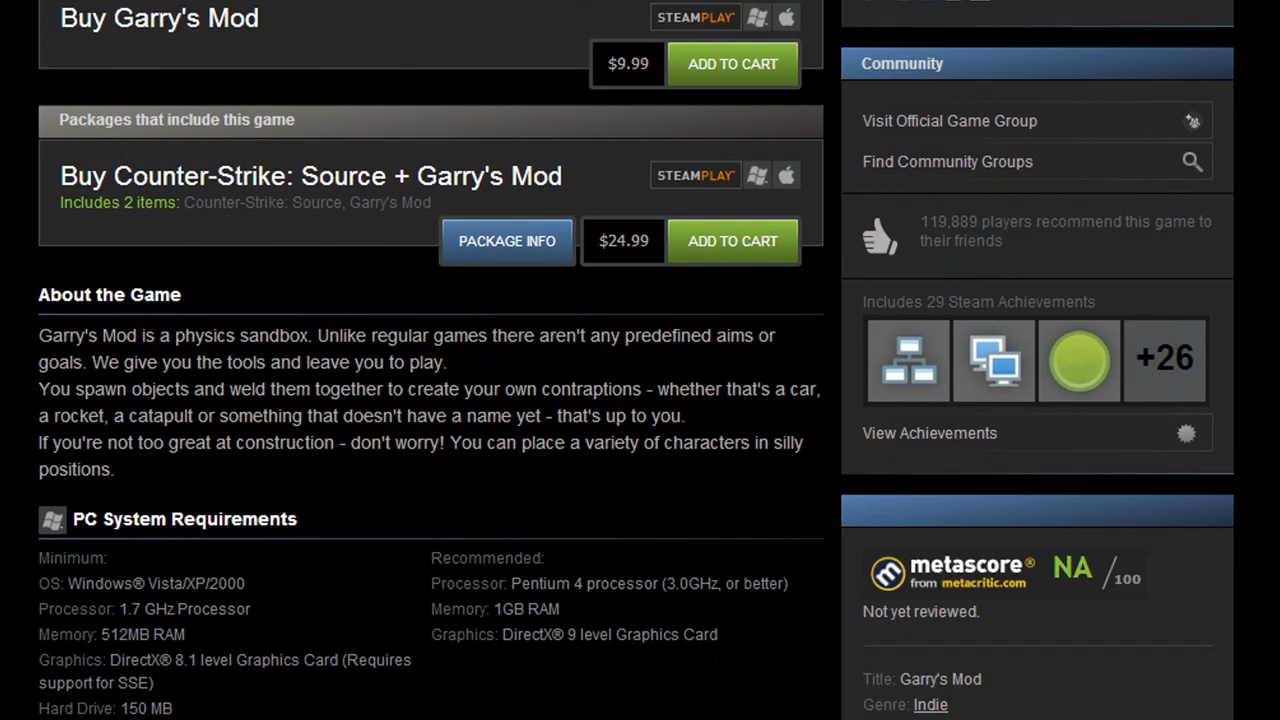 Buy Garry's Mod
STEAMPLAY™
$9.99
ADD TO CART
Packages that include this game
Buy Counter-Strike: Source + Garry's Mod
STEAMPLAY™
Includes 2 items: Counter-Strike: Source, Garry's Mod
PACKAGE INFO
$24.99
ADD TO CART
About the Game
Garry's Mod is a physics sandbox. Unlike regular games there aren't any predefined aims or
goals. We give you the tools and leave you to play.
You spawn objects and weld them together to create your own contraptions - whether that's a car,
a rocket, a catapult or something that doesn't have a name yet - that's up to you.
If you're not too great at construction - don't worry! You can place a variety of characters in silly
positions.
PC System Requirements
Minimum:
OS: Windows® Vista/XP/2000
Processor: 1.7 GHz Processor
Memory: 512MB RAM
Graphics: DirectX® 8.1 level Graphics Card (Requires
support for SSE)
Hard Drive: 150 MB
Recommended:
Processor: Pentium 4 processor (3.0GHz, or better)
Memory: 1GB RAM
Graphics: DirectX® 9 level Graphics Card
Community
Visit Official Game Group
Find Community Groups
119,889 players recommend this game to
their friends
Includes 29 Steam Achievements
+26
View Achievements
metascore®
from metacritic.com
NA /100
Not yet reviewed.
Title: Garry's Mod
Genre: Indie